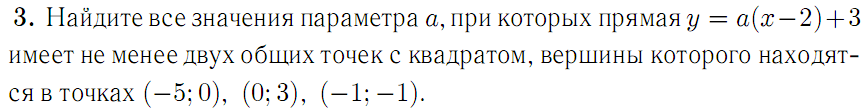 3. Найдите все значения параметра a, при которых прямая y = a(x−2)+3
имеет не менее двух общих точек с квадратом, вершины которого находят-
ся в точках (−5; 0), (0; 3), (−1; −1).